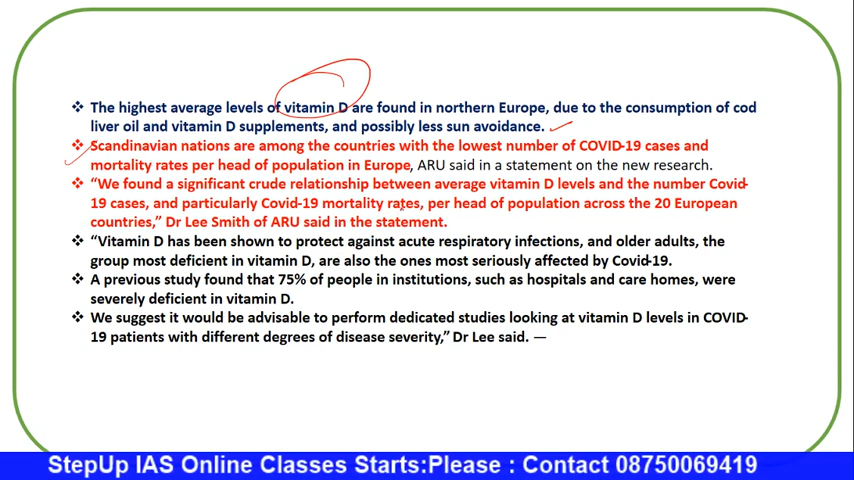 ❖ The highest average levels of vitamin D are found in northern Europe, due to the consumption of cod
liver oil and vitamin D supplements, and possibly less sun avoidance.
❖ Scandinavian nations are among the countries with the lowest number of COVID-19 cases and
mortality rates per head of population in Europe, ARU said in a statement on the new research.
❖ “We found a significant crude relationship between average vitamin D levels and the number Covid-
19 cases, and particularly Covid-19 mortality rates, per head of population across the 20 European
countries,” Dr Lee Smith of ARU said in the statement.
❖ “Vitamin D has been shown to protect against acute respiratory infections, and older adults, the
group most deficient in vitamin D, are also the ones most seriously affected by Covid-19.
❖ A previous study found that 75% of people in institutions, such as hospitals and care homes, were
severely deficient in vitamin D.
❖ We suggest it would be advisable to perform dedicated studies looking at vitamin D levels in COVID-
19 patients with different degrees of disease severity,” Dr Lee said. —
StepUp IAS Online Classes Starts:Please : Contact 08750069419